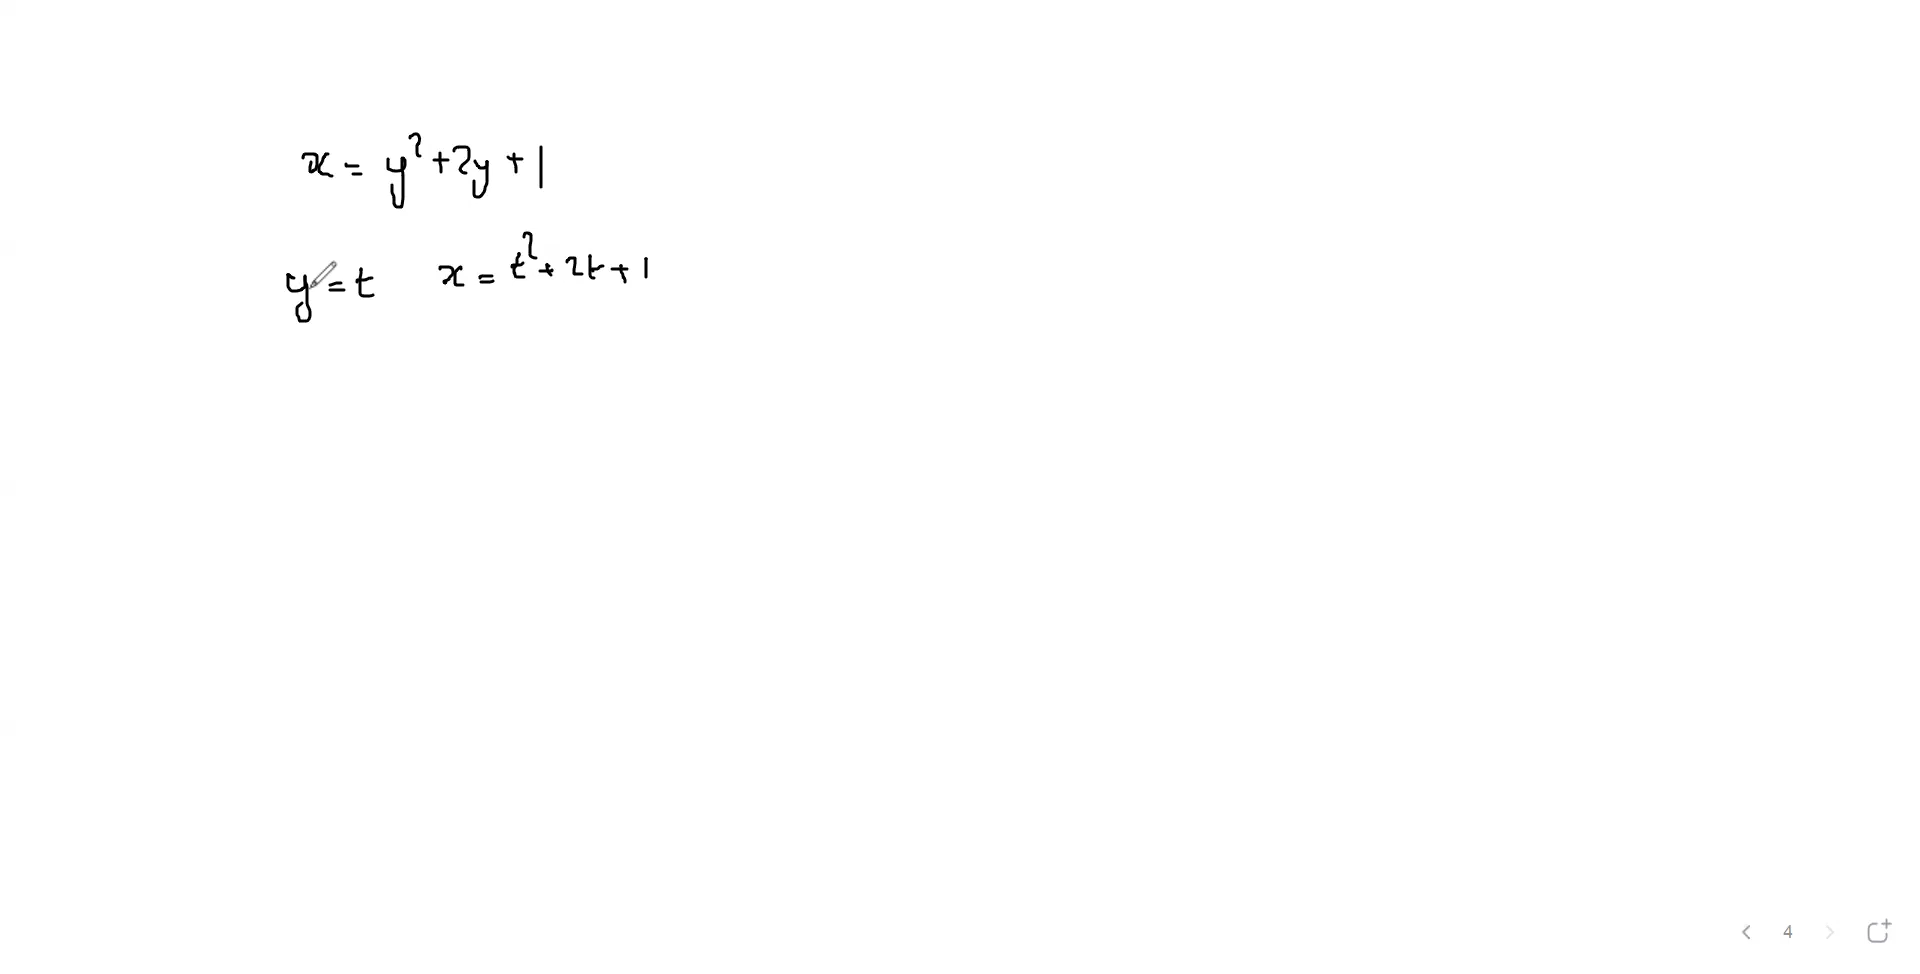 x = y² + 2y + 1
y = t x = t² + 2t + 1
4